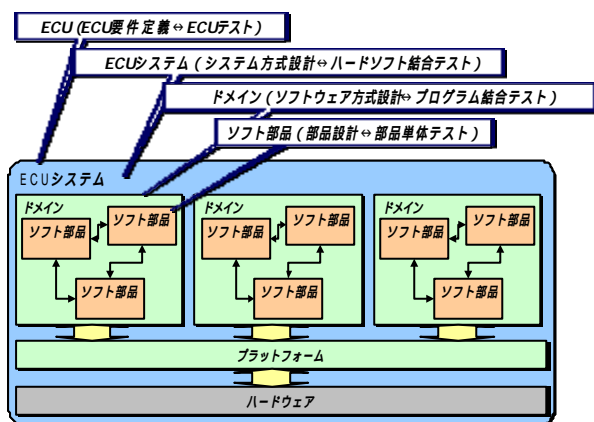 ECU (ECU要件定義⇔ECUテスト)
ECUシステム (システム方式設計⇔ハードソフト結合テスト)
ドメイン (ソフトウェア方式設計⇔プログラム結合テスト)
ソフト部品 (部品設計⇔部品単体テスト)
ECUシステム
ドメイン
ソフト部品
ソフト部品
ソフト部品
ドメイン
ソフト部品
ソフト部品
ソフト部品
ドメイン
ソフト部品
ソフト部品
ソフト部品
プラットフォーム
ハードウェア